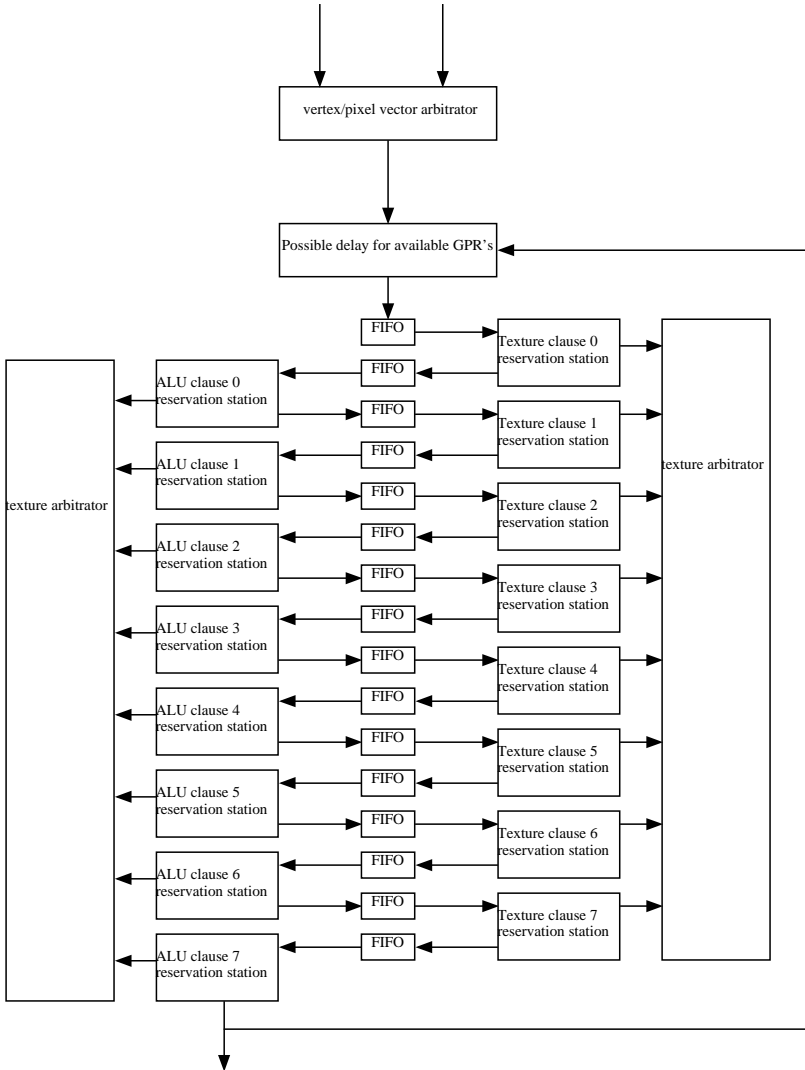 vertex/pixel vector arbitrator
Possible delay for available GPR's
FIFO
Texture clause 0
reservation station
FIFO
ALU clause 0
reservation station
FIFO
Texture clause 1
reservation station
FIFO
ALU clause 1
reservation station
texture arbitrator
texture arbitrator
FIFO
Texture clause 2
reservation station
FIFO
ALU clause 2
reservation station
FIFO
Texture clause 3
reservation station
FIFO
ALU clause 3
reservation station
FIFO
Texture clause 4
reservation station
FIFO
ALU clause 4
reservation station
FIFO
Texture clause 5
reservation station
FIFO
ALU clause 5
reservation station
FIFO
Texture clause 6
reservation station
FIFO
ALU clause 6
reservation station
FIFO
Texture clause 7
reservation station
FIFO
ALU clause 7
reservation station